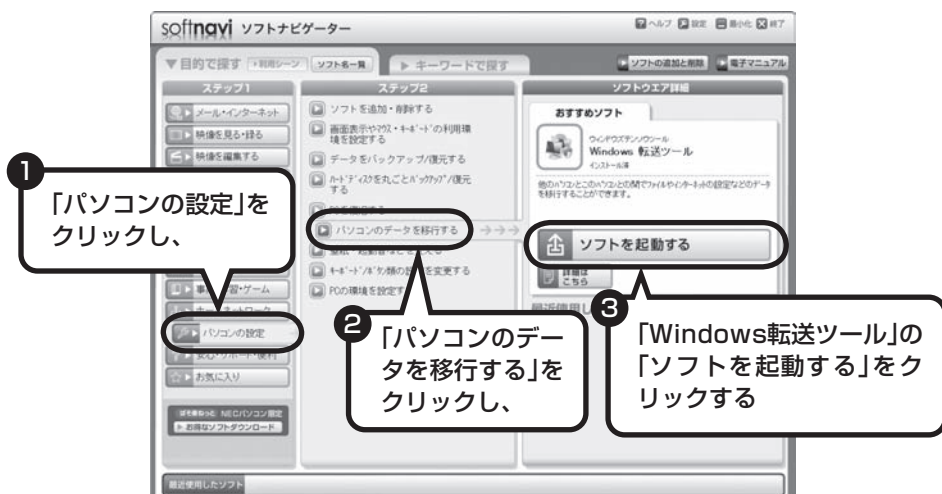 softnavi ソフトナビゲーター
ヘルプ 設定 最小化 終了
▼目的で探す ▶利用シーン ソフト名一覧 ▶ キーワードで探す
ソフトの追加と削除 電子マニュアル
ステップ1
メール・インターネット
映像を見る・録る
映像を編集する
パソコンの設定
安心・サポート・便利
お気に入り
NECパソコン限定
▶お得なソフトダウンロード
ステップ2
ソフトを追加・削除する
画面表示やマウス・キーボードの利用環
境を設定する
データをバックアップ/復元する
ハードディスクを丸ごとバックアップ/復元
する
パソコンのデータを移行する
キーボード/ボタン類の設定を変更する
PCの環境を設定す
ソフトウエア詳細
おすすめソフト
ウィンドウズテンソウツール
Windows 転送ツール
インストール済
他のパソコンとこのパソコンとの間でファイルやインターネットの設定などのデータ
を移行することができます。
ソフトを起動する
詳細は
こちら
最近使用したソフト
1
「パソコンの設定」を
クリックし、
2
「パソコンのデー
タを移行する」を
クリックし、
3
「Windows転送ツール」の
「ソフトを起動する」をク
リックする